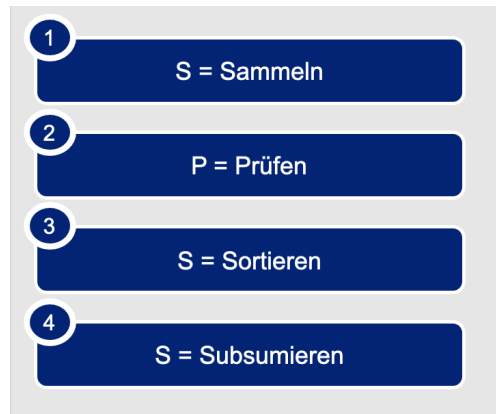 1
S = Sammeln
2
P = Prüfen
3
S = Sortieren
4
S = Subsumieren